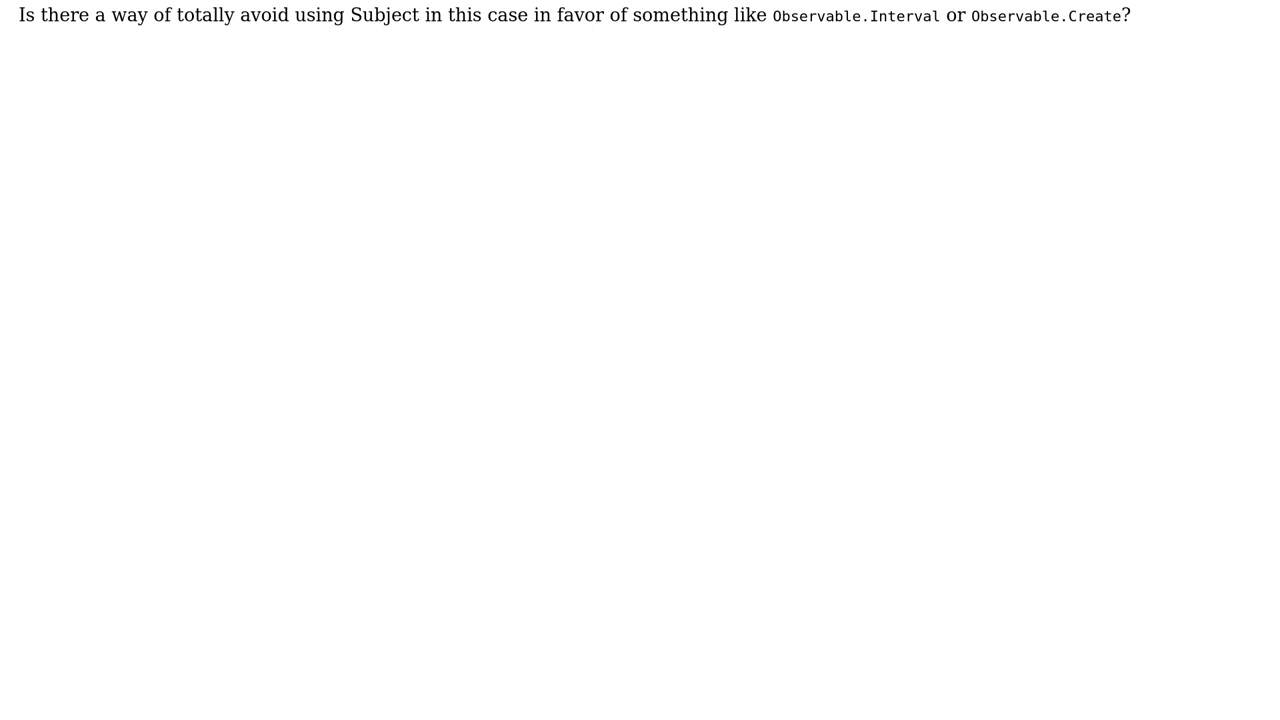 Is there a way of totally avoid using Subject in this case in favor of something like Observable.Interval or Observable.Create?